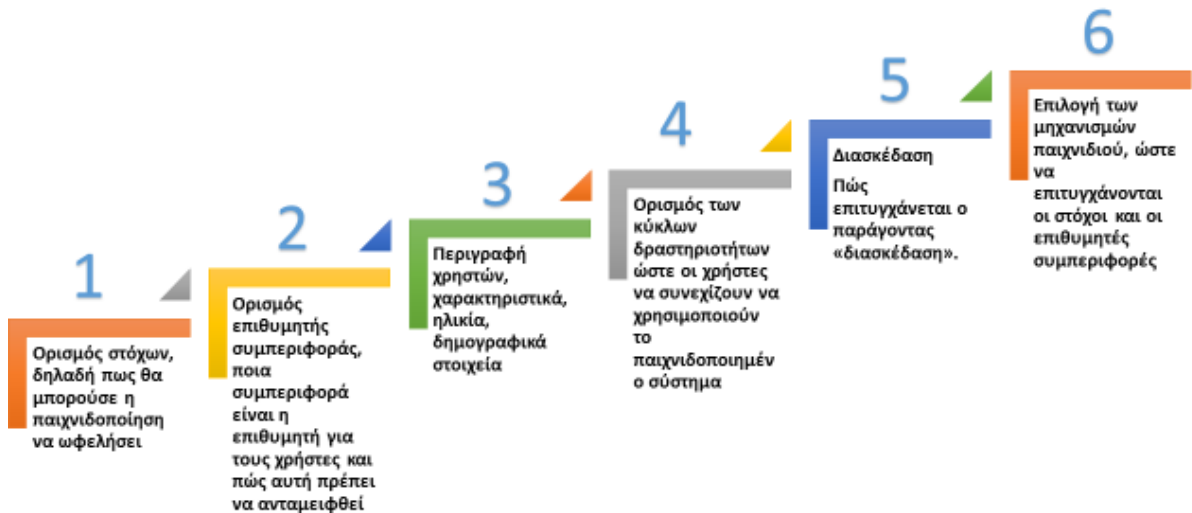 1
Ορισμός στόχων,
δηλαδή πως θα
μπορούσε η
παιχνιδοποίηση
να ωφελήσει
2
Ορισμός
επιθυμητής
συμπεριφοράς,
ποια
συμπεριφορά
είναι η
επιθυμητή για
τους χρήστες και
πώς αυτή πρέπει
να ανταμειφθεί
3
Περιγραφή
χρηστών,
χαρακτηριστικά,
ηλικία,
δημογραφικά
στοιχεία
4
Ορισμός των
κύκλων
δραστηριοτήτων
ώστε οι χρήστες
να συνεχίζουν να
χρησιμοποιούν
το
παιχνιδοποιημέν
ο σύστημα
5
Διασκέδαση
Πώς
επιτυγχάνεται ο
παράγοντας
«διασκέδαση».
6
Επιλογή των
μηχανισμών
παιχνιδιού, ώστε
να
επιτυγχάνονται
οι στόχοι και οι
επιθυμητές
συμπεριφορές